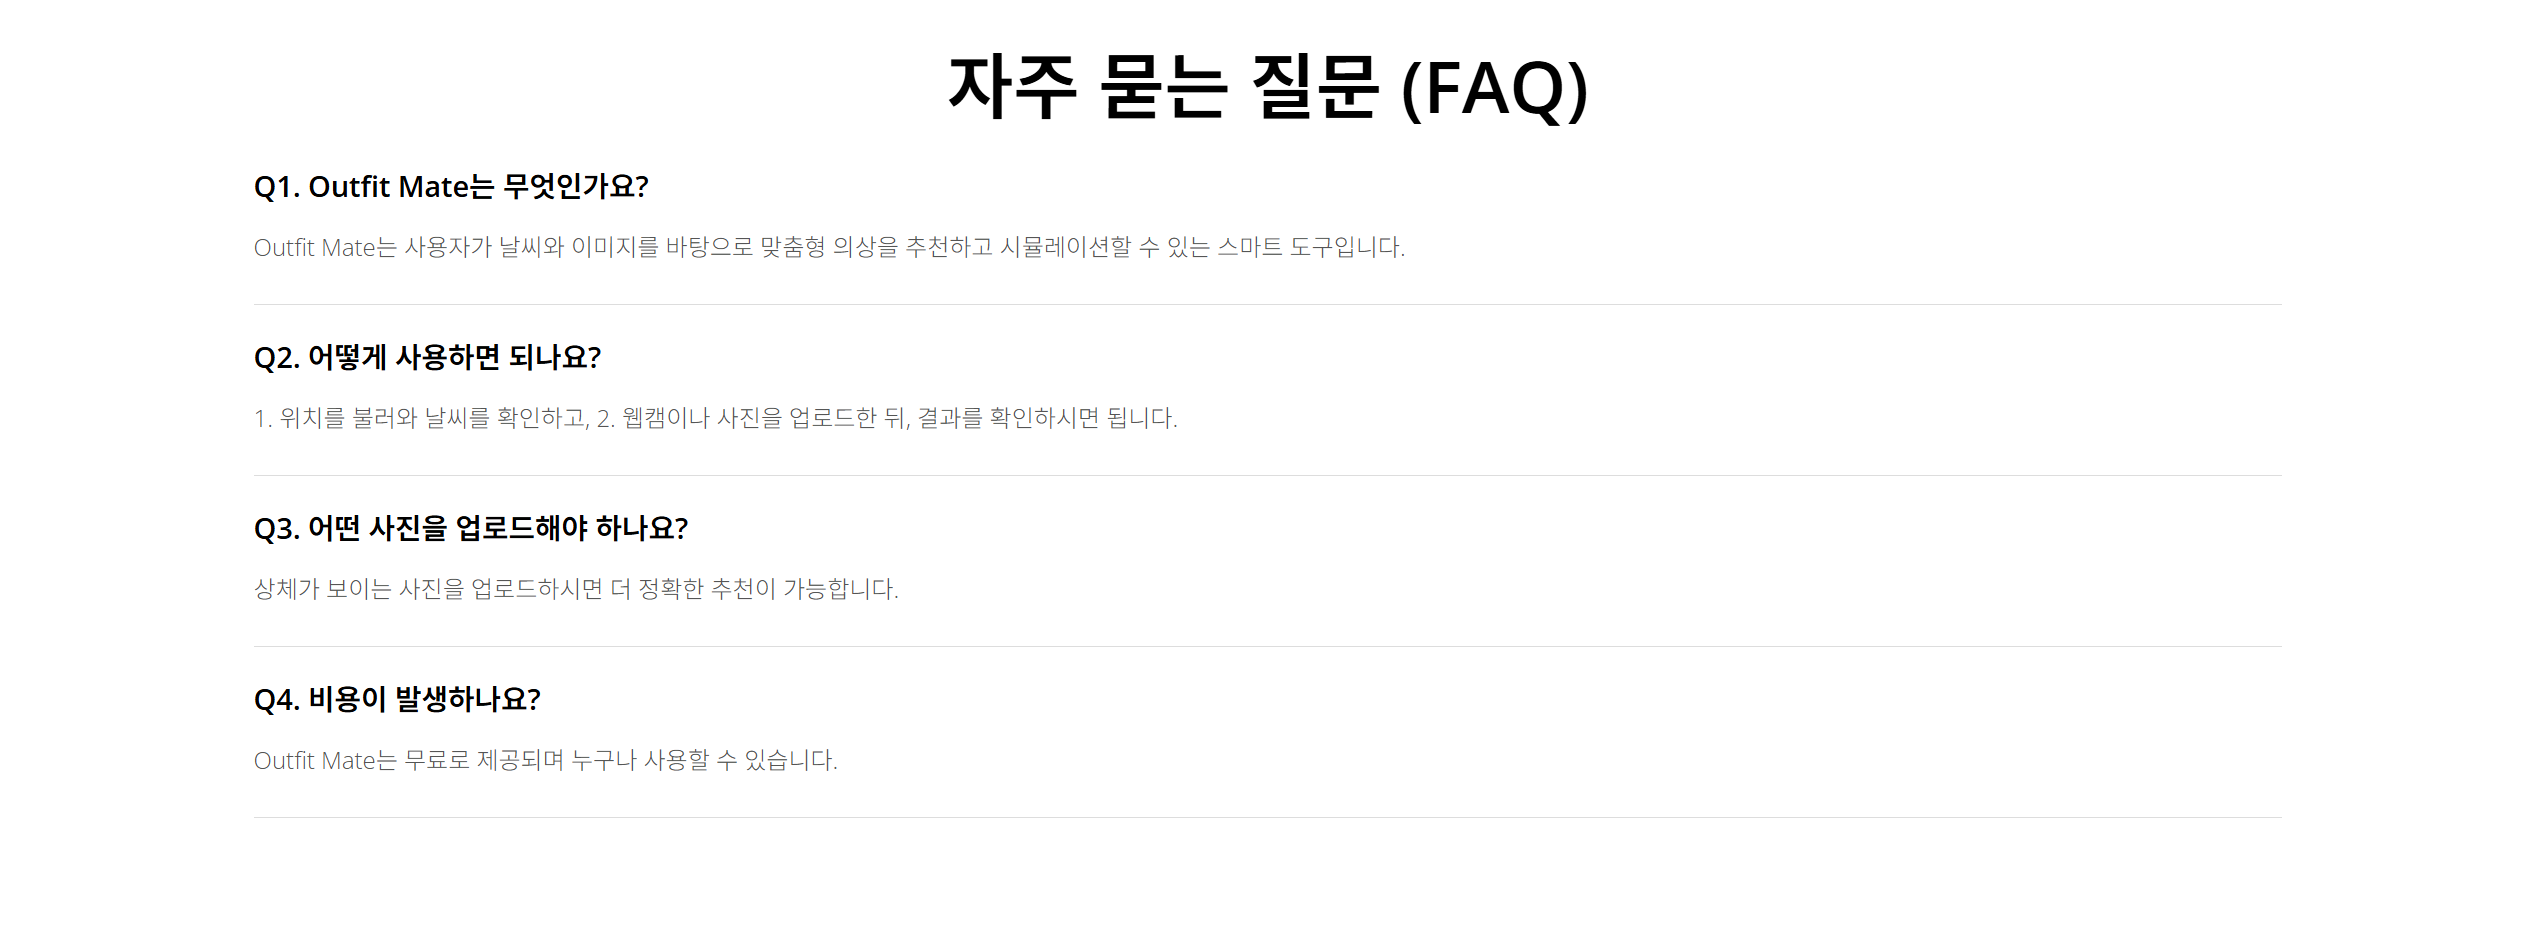 자주 묻는 질문 (FAQ)
Q1. Outfit Mate는 무엇인가요?
Outfit Mate는 사용자가 날씨와 이미지를 바탕으로 맞춤형 의상을 추천하고 시뮬레이션할 수 있는 스마트 도구입니다.
Q2. 어떻게 사용하면 되나요?
1. 위치를 불러와 날씨를 확인하고, 2. 웹캠이나 사진을 업로드한 뒤, 결과를 확인하시면 됩니다.
Q3. 어떤 사진을 업로드해야 하나요?
상체가 보이는 사진을 업로드하시면 더 정확한 추천이 가능합니다.
Q4. 비용이 발생하나요?
Outfit Mate는 무료로 제공되며 누구나 사용할 수 있습니다.